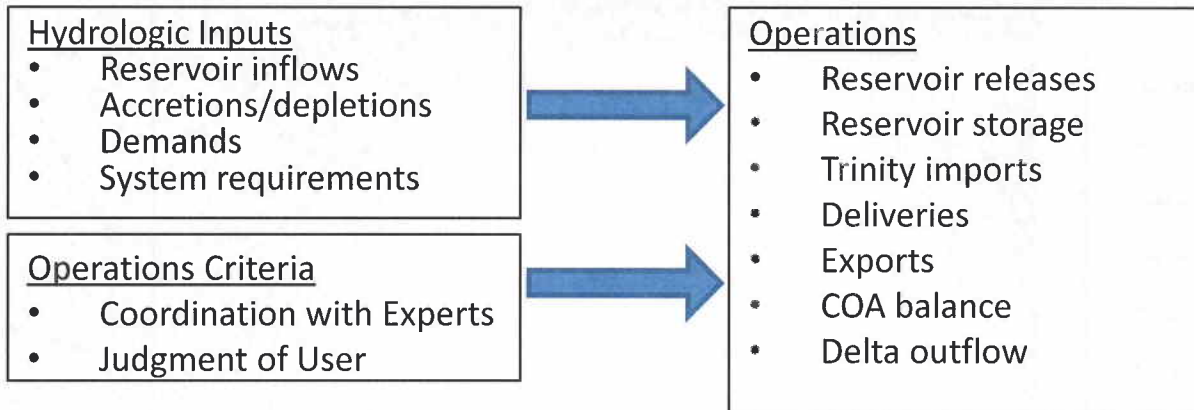 Hydrologic Inputs
• Reservoir inflows
• Accretions/depletions
• Demands
• System requirements
Operations Criteria
• Coordination with Experts
• Judgment of User
Operations
• Reservoir releases
• Reservoir storage
• Trinity imports
• Deliveries
• Exports
• COA balance
• Delta outflow